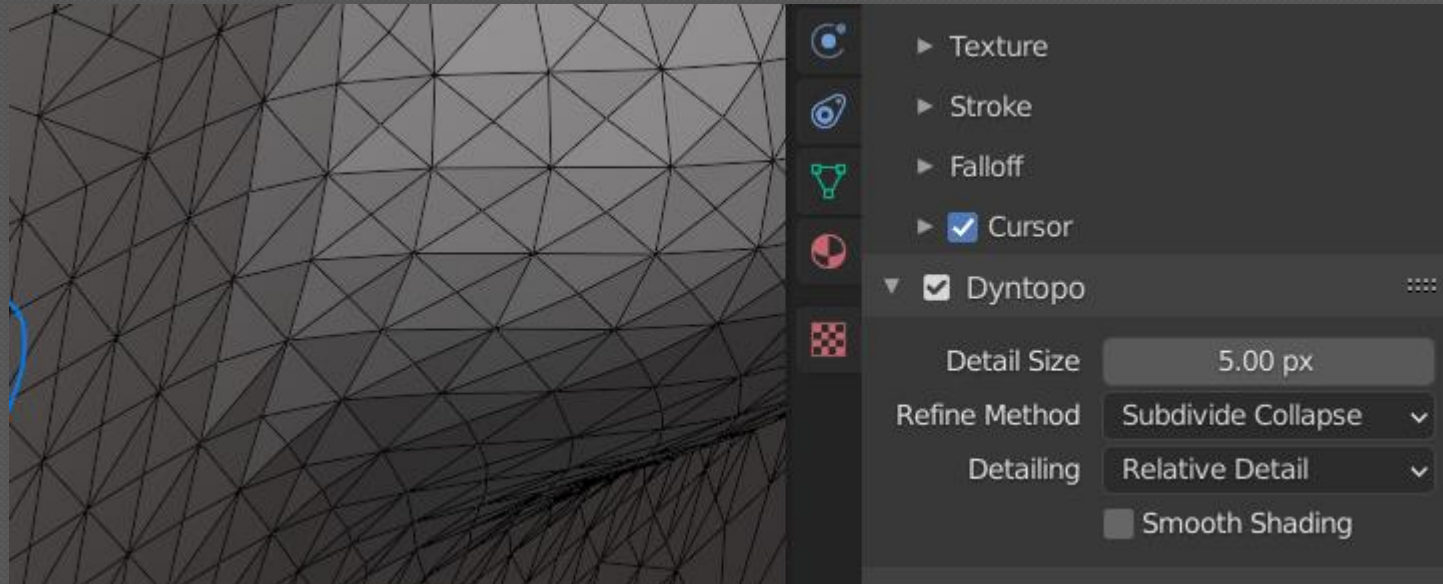 Texture
Stroke
Falloff
Cursor
Dyntopo
Detail Size 5.00 px
Refine Method Subdivide Collapse
Detailing Relative Detail
Smooth Shading